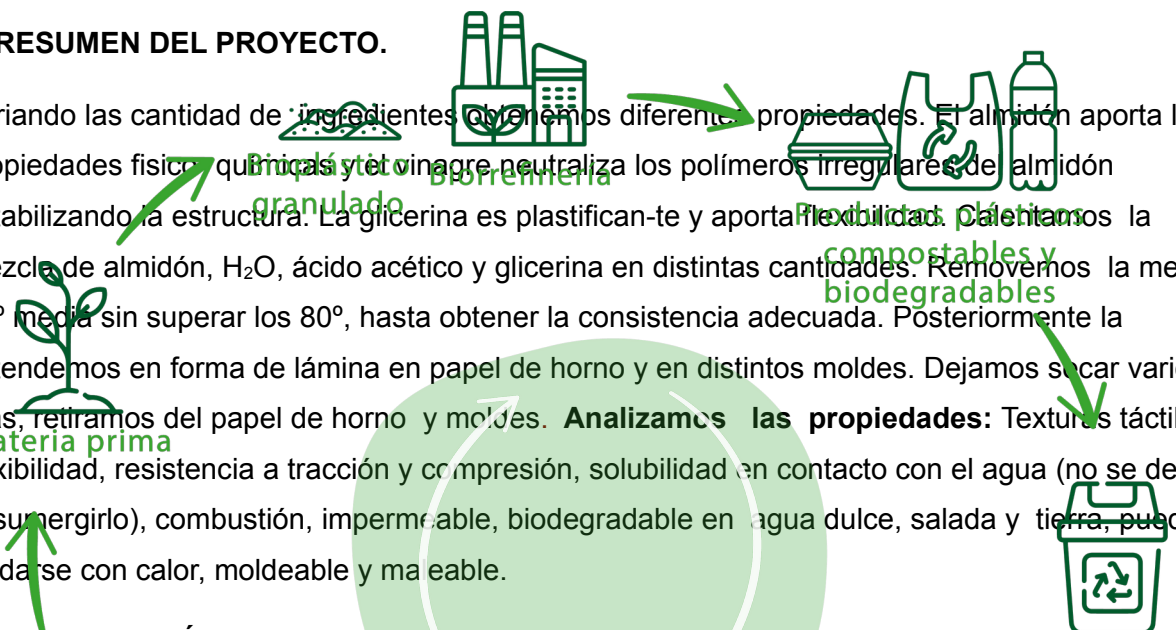 RESUMEN DEL PROYECTO.
riando las cantidad de ingredientes obtenemos diferentes propiedades. El almidón aporta l
opiedades fisico químicas y el vinagre neutraliza los polímeros irregulares del almidón
Bioplástico granulado
Biorrefinería
tabilizando la estructura. La glicerina es plastifican-te y aporta flexibilidad. Calentamos la
Productos plásticos
compostables y
biodegradables
ezcla de almidón, H₂O, ácido acético y glicerina en distintas cantidades. Removemos la me
º media sin superar los 80º, hasta obtener la consistencia adecuada. Posteriormente la
tendemos en forma de lámina en papel de horno y en distintos moldes. Dejamos secar vari
as, retiramos del papel de horno y moldes. Analizamos las propiedades: Texturas táctil
ateria prima
xibilidad, resistencia a tracción y compresión, solubilidad en contacto con el agua (no se de
sumergirlo), combustión, impermeable, biodegradable en agua dulce, salada y tierra, pued
darse con calor, moldeable y maleable.